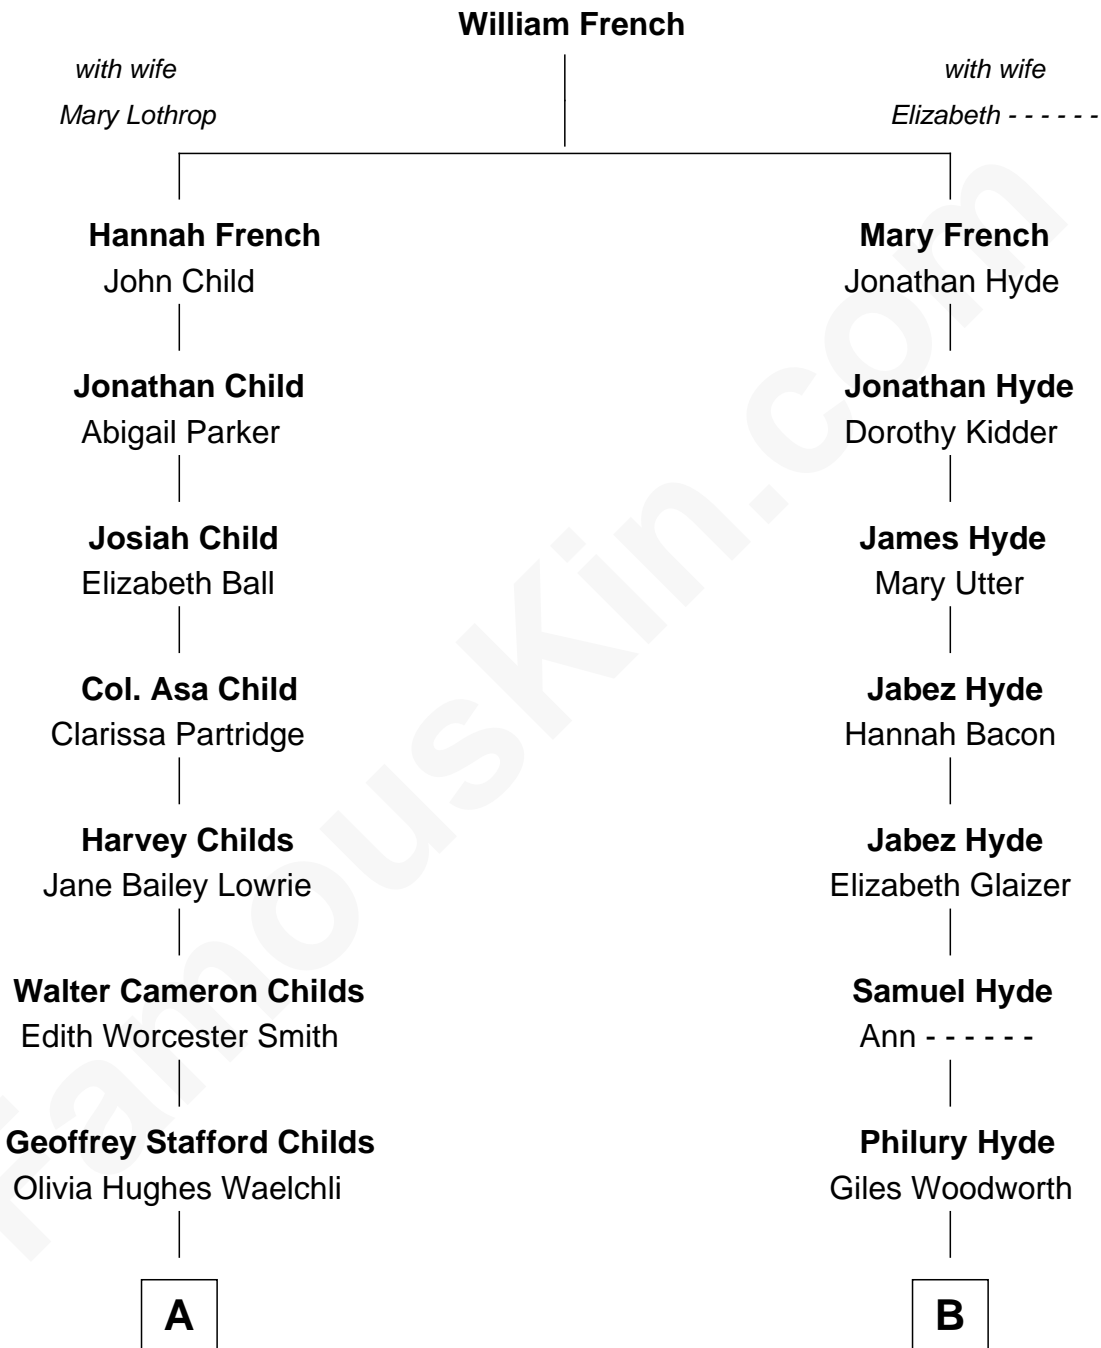 William French
with wife
Mary Lothrop
with wife
Elizabeth - - - - - -
Hannah French
John Child
Mary French
Jonathan Hyde
Jonathan Child
Abigail Parker
Jonathan Hyde
Dorothy Kidder
Josiah Child
Elizabeth Ball
James Hyde
Mary Utter
Col. Asa Child
Clarissa Partridge
Jabez Hyde
Hannah Bacon
Harvey Childs
Jane Bailey Lowrie
Jabez Hyde
Elizabeth Glaizer
Walter Cameron Childs
Edith Worcester Smith
Samuel Hyde
Ann - - - - - -
Geoffrey Stafford Childs
Olivia Hughes Waelchli
Philury Hyde
Giles Woodworth
A
B
FamousKin.com